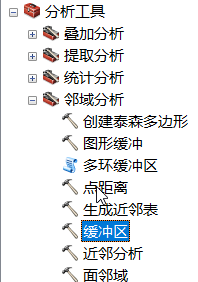 分析工具
叠加分析
提取分析
统计分析
邻域分析
创建泰森多边形
图形缓冲
多环缓冲区
点距离
生成近邻表
缓冲区
近邻分析
面邻域